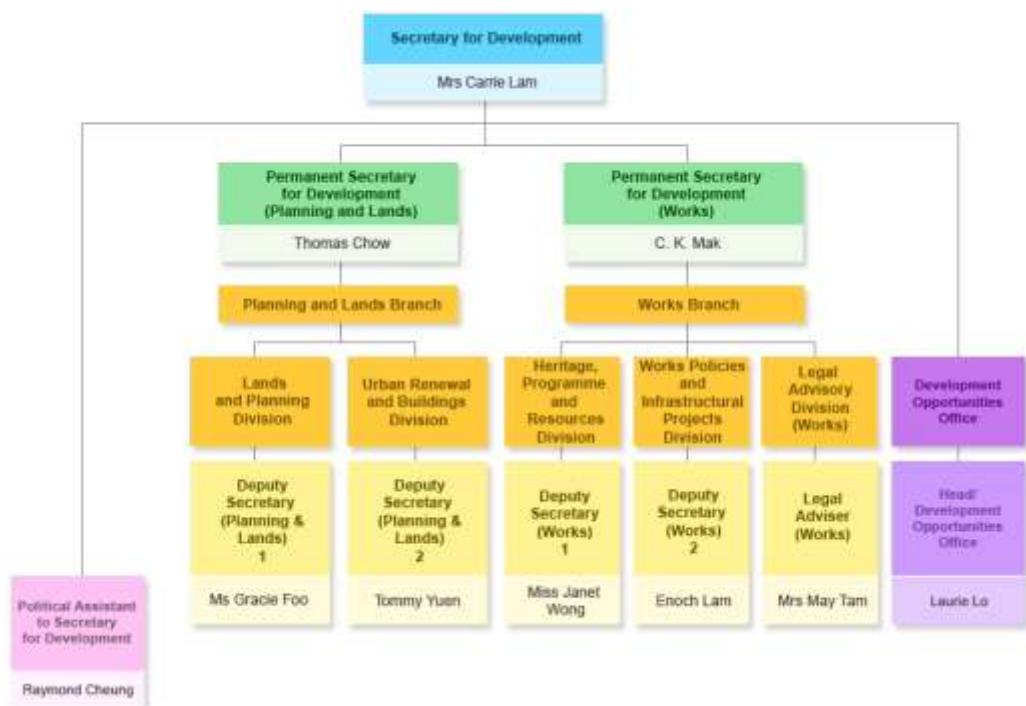 Secretary for Development
Mrs Carrie Lam
Permanent Secretary
for Development
(Planning and Lands)
Thomas Chow
Permanent Secretary
for Development
(Works)
C. K. Mak
Planning and Lands Branch
Works Branch
Lands
and Planning
Division
Urban Renewal
and Buildings
Division
Heritage,
Programme
and
Resources
Division
Works Policies
and
Infrastructural
Projects
Division
Legal
Advisory
Division
(Works)
Development
Opportunities
Office
Deputy
Secretary
(Planning &
Lands)
1
Ms Gracie Foo
Deputy
Secretary
(Planning &
Lands)
2
Tommy Yuen
Deputy
Secretary
(Works)
1
Miss Janet
Wong
Deputy
Secretary
(Works)
2
Enoch Lam
Legal
Adviser
(Works)
Mrs May Tam
Head/
Development
Opportunities
Office
Laurie Lo
Political Assistant
to Secretary
for Development
Raymond Cheung